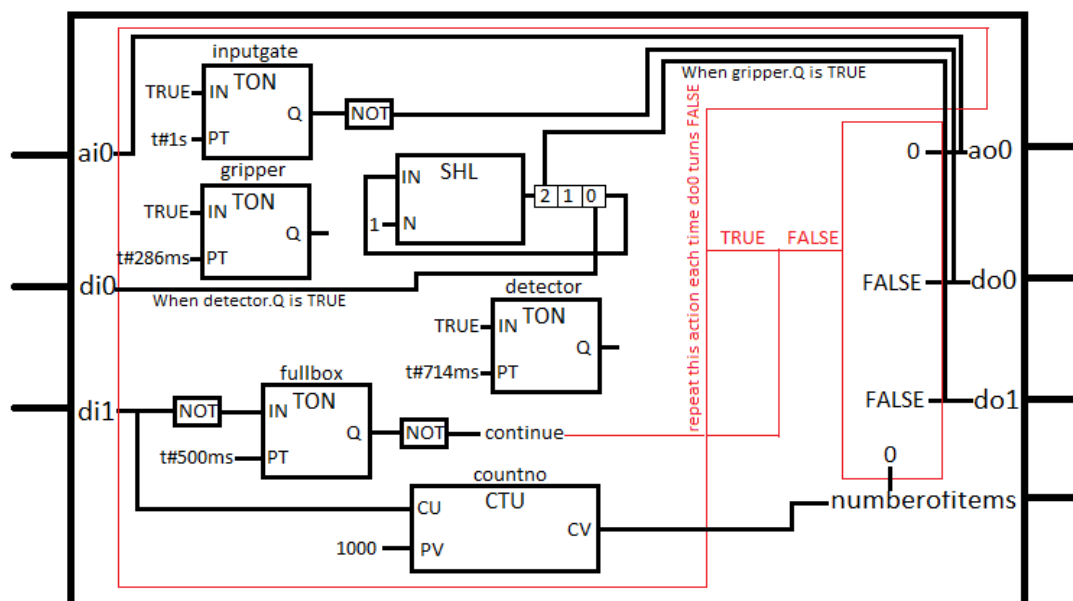 inputgate
TRUE IN TON
Q NOT
t#1s PT
When gripper.Q is TRUE
ai0
0 ao0
gripper
TRUE IN TON
Q
t#286ms PT
IN SHL
1 N
2 1 0
repeat this action each time do0 turns FALSE
TRUE FALSE
di0
When detector.Q is TRUE
FALSE do0
detector
TRUE IN TON
Q
t#714ms PT
fullbox
di1 NOT IN TON
Q NOT continue
t#500ms PT
FALSE do1
countno
CU CTU
CV
1000 PV
0
numberofitems